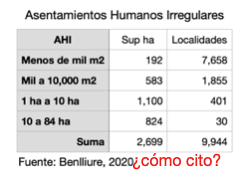 Asentamientos Humanos Irregulares
AHI Sup ha Localidades
Menos de mil m2 192 7,658
Mil a 10,000 m2 583 1,855
1 ha a 10 ha 1,100 401
10 a 84 ha 824 30
Suma 2,699 9,944
Fuente: Benlliure, 2020¿cómo cito?